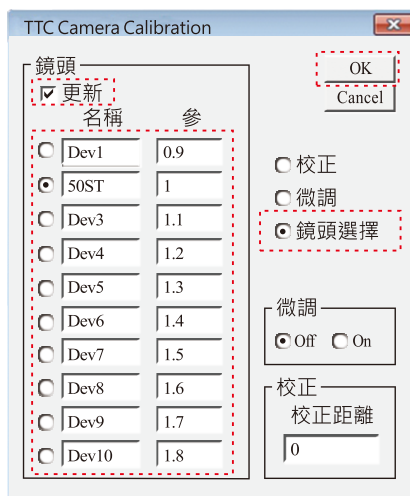 TTC Camera Calibration
鏡頭
更新
名稱 參
Dev1 0.9
50ST 1
Dev3 1.1
Dev4 1.2
Dev5 1.3
Dev6 1.4
Dev7 1.5
Dev8 1.6
Dev9 1.7
Dev10 1.8
OK
Cancel
校正
微調
鏡頭選擇
微調
Off On
校正
校正距離
0